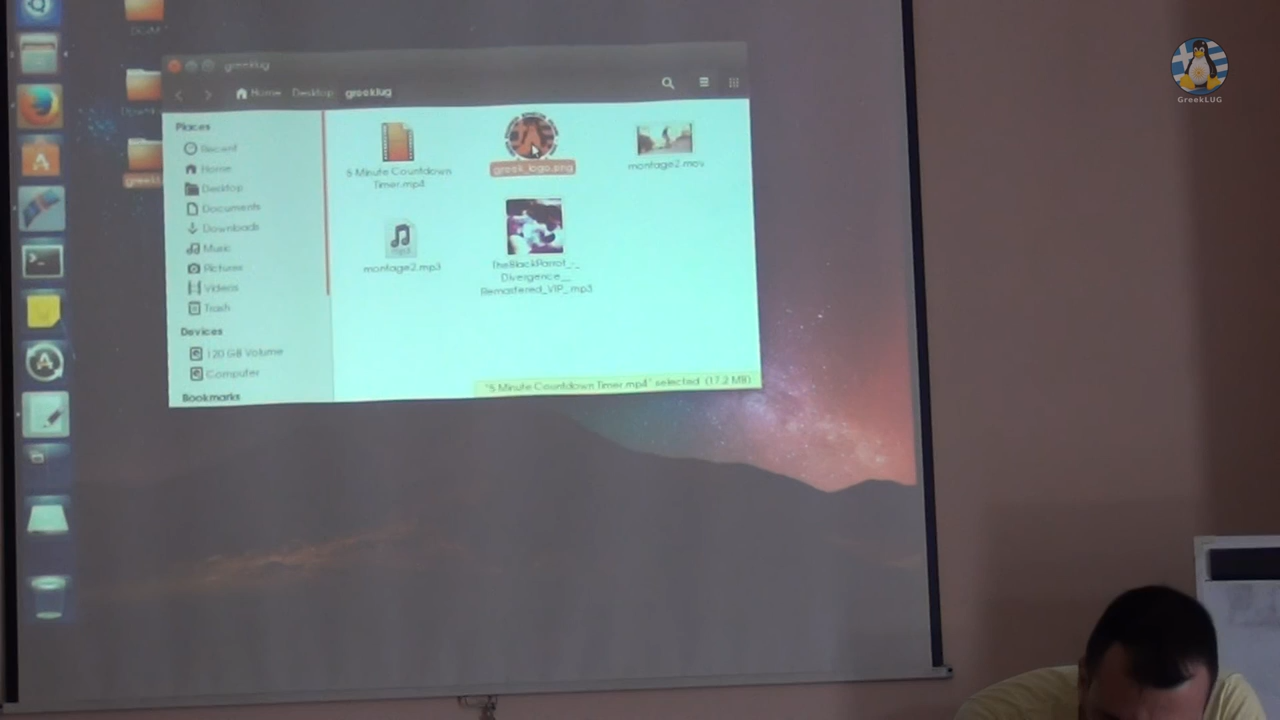 GreekLUG
greeklug
Home Desktop greeklug
Places
Recent
Home
Desktop
Documents
Downloads
Music
Pictures
Videos
Trash
Devices
120 GB Volume
Computer
Bookmarks
5 Minute Countdown
Timer.mp4
greek_logo.png
montage2.mov
mp3
montage2.mp3
TheBlackParrot_-_
Divergence__
Remastered_VIP_.mp3
"5 Minute Countdown Timer.mp4" selected (17.2 MB)